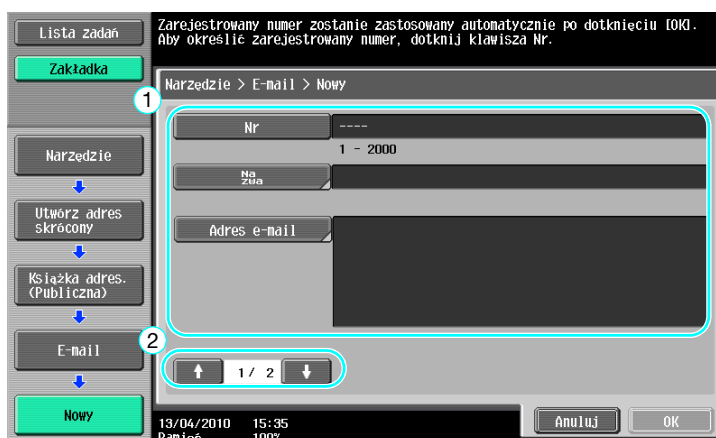 Lista zadań
Zakładka
Narzędzie
Utwórz adres
skrócony
Książka adres.
(Publiczna)
E-mail
Nowy
Zarejestrowany numer zostanie zastosowany automatycznie po dotknięciu [OK].
Aby określić zarejestrowany numer, dotknij klawisza Nr.
Narzędzie > E-mail > Nowy
1
Nr ----
1 - 2000
Na
zwa
Adres e-mail
2
1/ 2
13/04/2010 15:35
Pamięć 100%
Anuluj OK